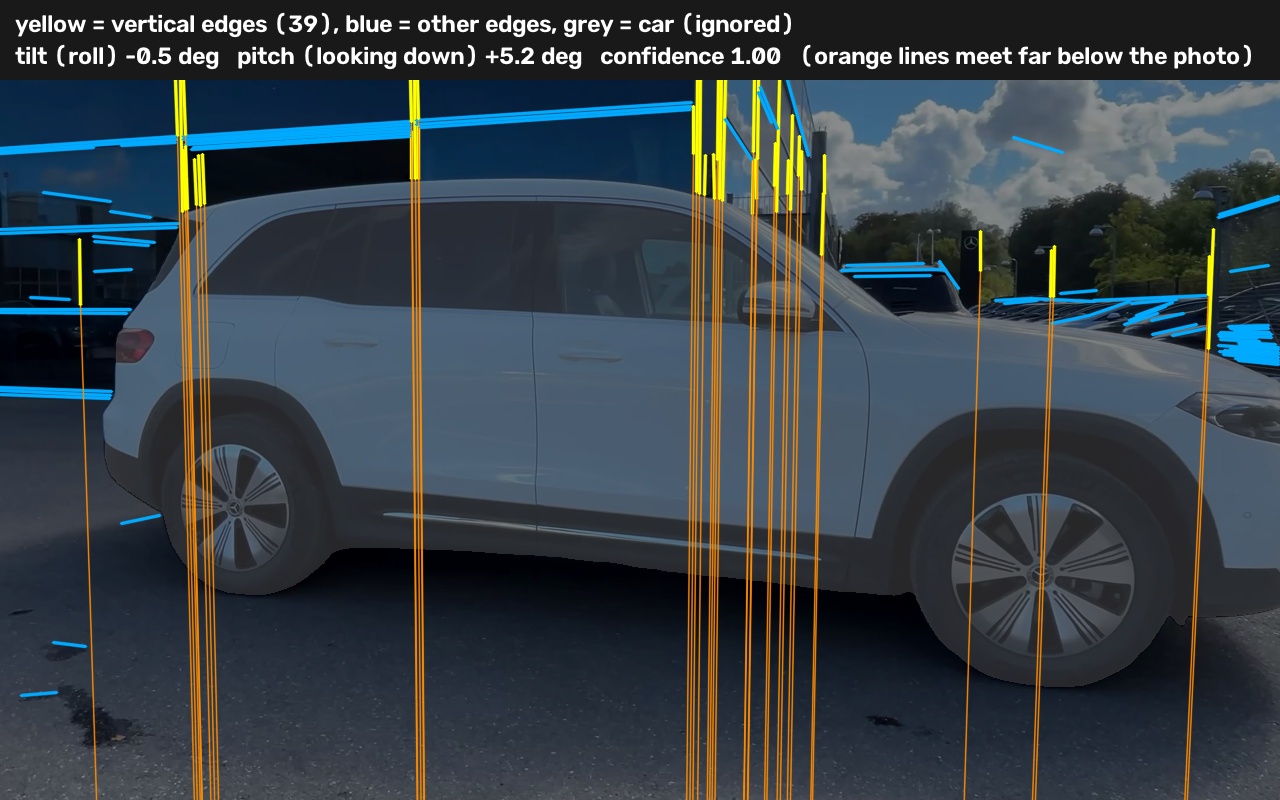 yellow = vertical edges (39), blue = other edges, grey = car (ignored)
tilt (roll) -0.5 deg pitch (looking down) +5.2 deg confidence 1.00 (orange lines meet far below the photo)